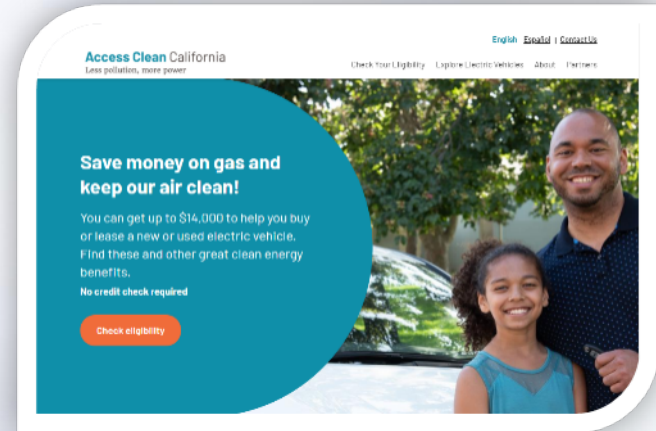 English Español | Contact Us
Access Clean California
Less pollution, more power
Check Your Eligibility Explore Electric Vehicles About Partners
Save money on gas and
keep our air clean!
You can get up to $14,000 to help you buy
or lease a new or used electric vehicle.
Find these and other great clean energy
benefits.
No credit check required
Check eligibility